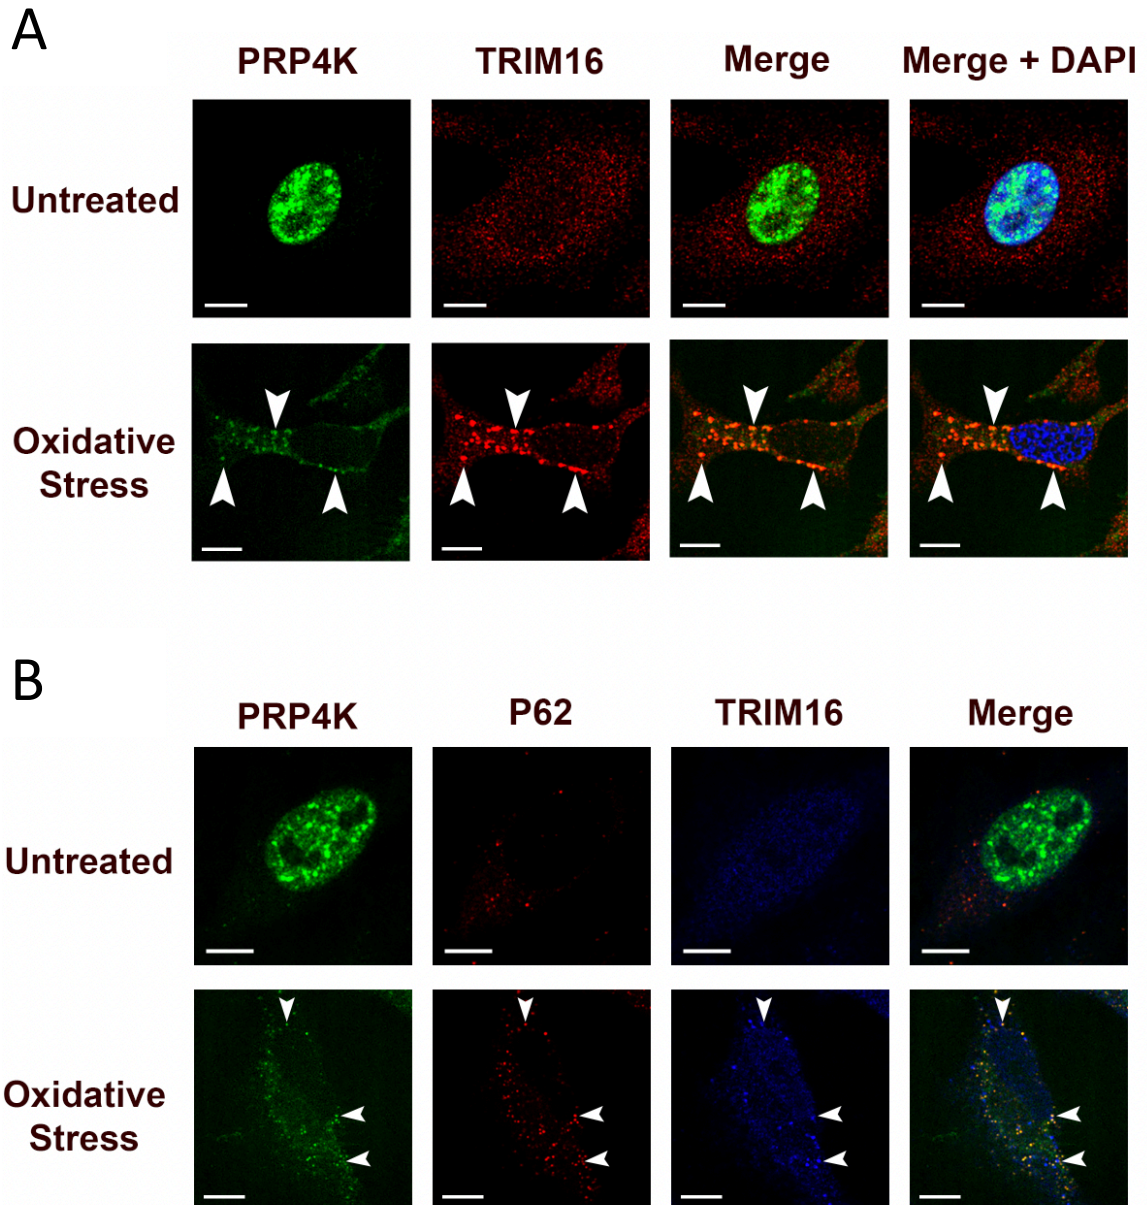 A
PRP4K TRIM16 Merge Merge + DAPI
Untreated
Oxidative
Stress
B
PRP4K P62 TRIM16 Merge
Untreated
Oxidative
Stress